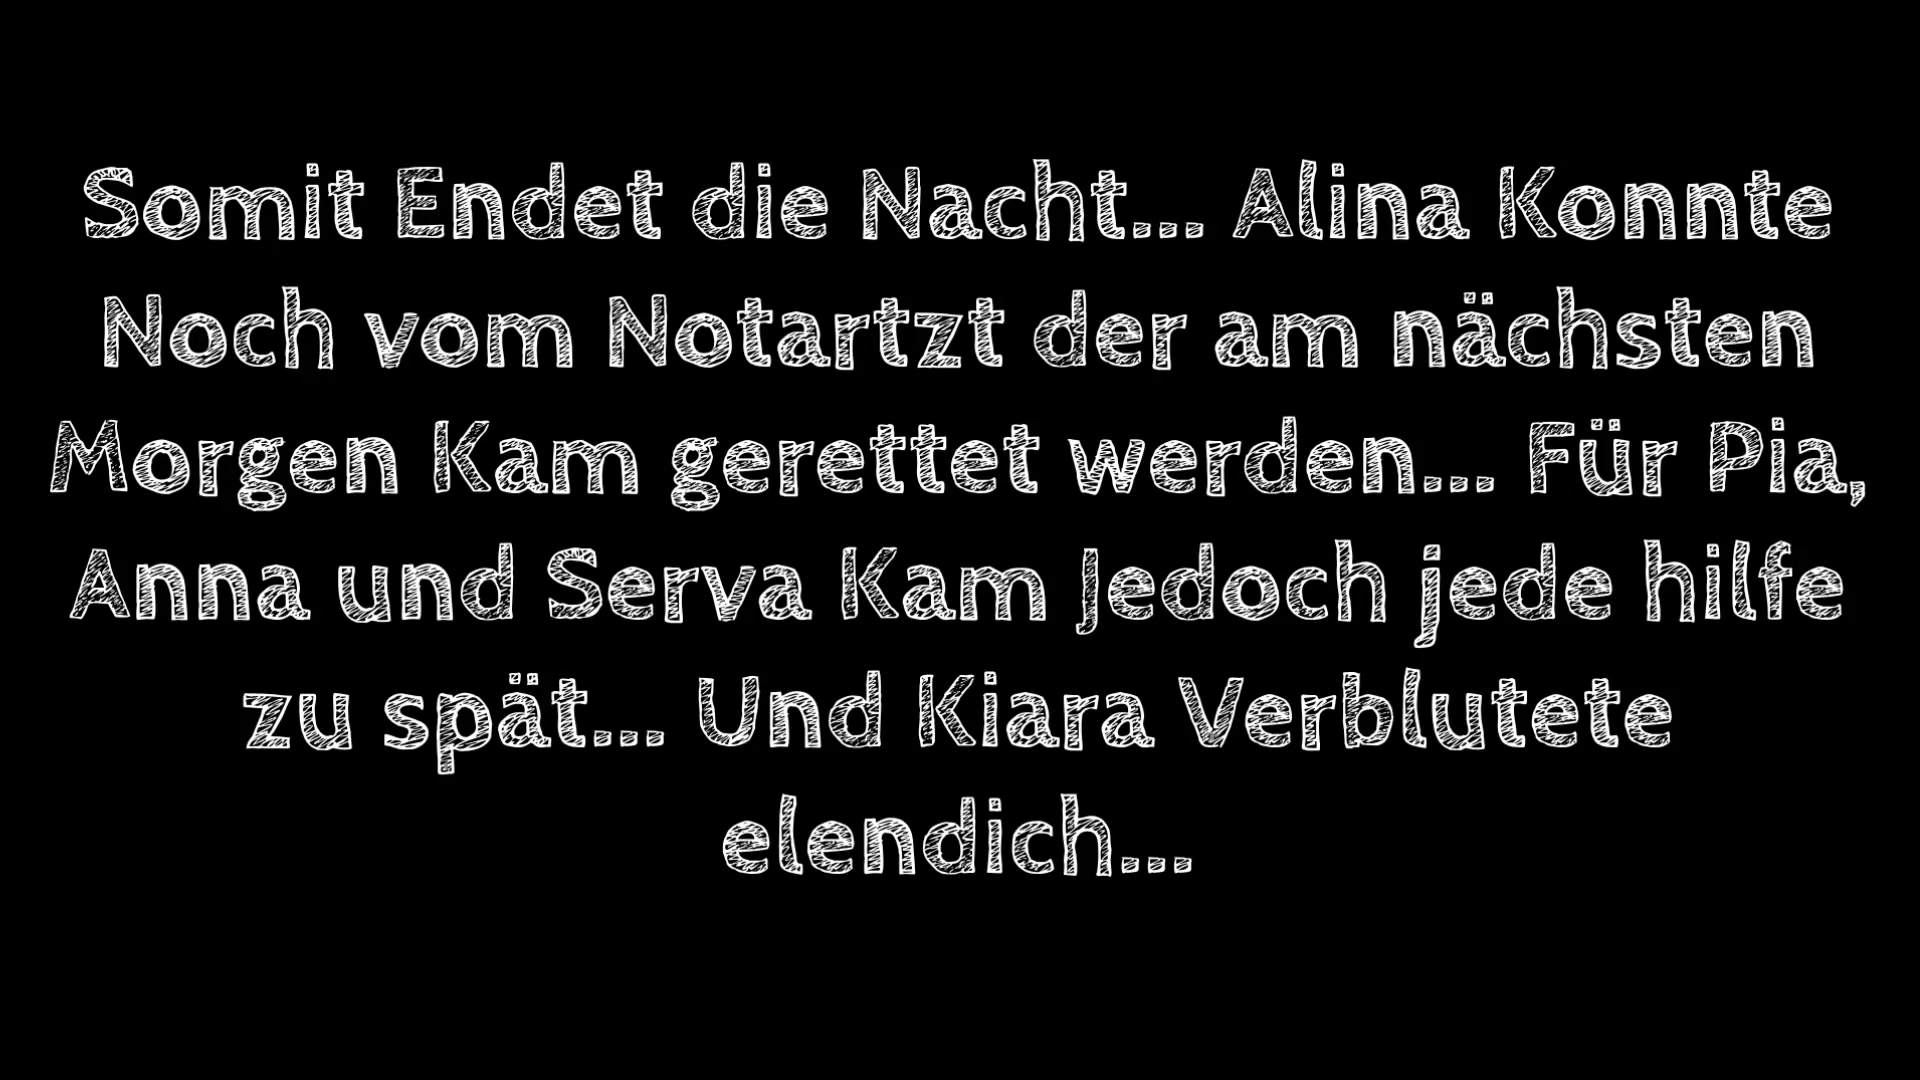 Somit Endet die Nacht... Alina Konnte
Noch vom Notartzt der am nächsten
Morgen Kam gerettet werden... Für Pia,
Anna und Serva Kam Jedoch jede hilfe
zu spät... Und Kiara Verblutete
elendich...